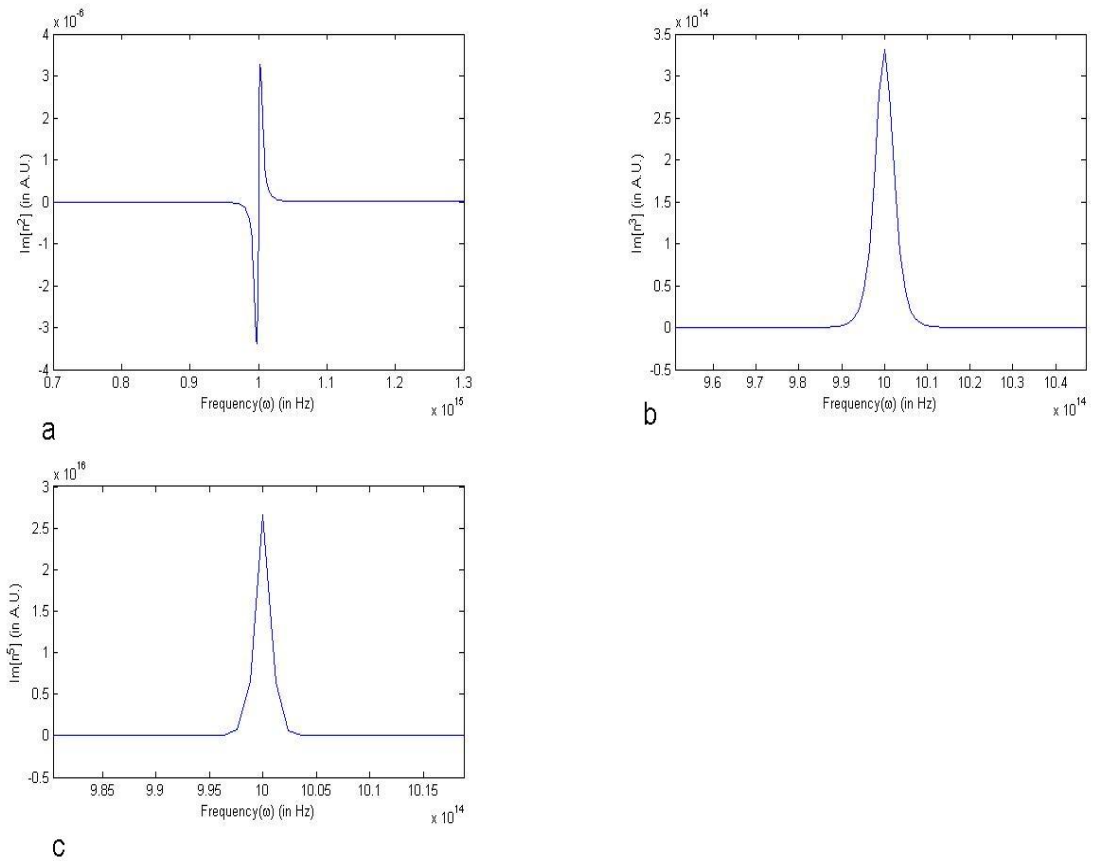 x 10^-6
Im[n^2] (in A.U.)
4
3
2
1
0
-1
-2
-3
-4
0.7 0.8 0.9 1 1.1 1.2 1.3
Frequency(ω) (in Hz)
x 10^15
a
x 10^14
Im[n^3] (in A.U.)
3.5
3
2.5
2
1.5
1
0.5
0
-0.5
9.6 9.7 9.8 9.9 10 10.1 10.2 10.3 10.4
Frequency(ω) (in Hz)
x 10^14
b
x 10^16
Im[n^5] (in A.U.)
3
2.5
2
1.5
1
0.5
0
-0.5
9.85 9.9 9.95 10 10.05 10.1 10.15
Frequency(ω) (in Hz)
x 10^14
c